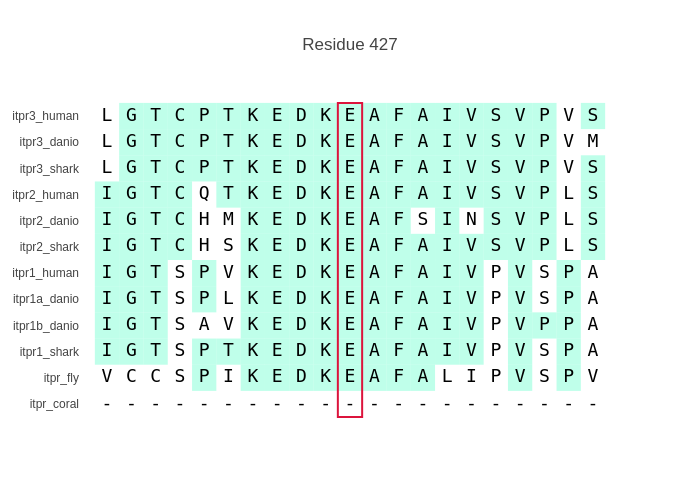 Residue 427
itpr3_human L G T C P T K E D K E A F A I V S V P V S
itpr3_danio L G T C P T K E D K E A F A I V S V P V M
itpr3_shark L G T C P T K E D K E A F A I V S V P V S
itpr2_human I G T C Q T K E D K E A F A I V S V P L S
itpr2_danio I G T C H M K E D K E A F S I N S V P L S
itpr2_shark I G T C H S K E D K E A F A I V S V P L S
itpr1_human I G T S P V K E D K E A F A I V P V S P A
itpr1a_danio I G T S P L K E D K E A F A I V P V S P A
itpr1b_danio I G T S A V K E D K E A F A I V P V P P A
itpr1_shark I G T S P T K E D K E A F A I V P V S P A
itpr_fly V C C S P I K E D K E A F A L I P V S P V
itpr_coral - - - - - - - - - - - - - - - - - - - - -